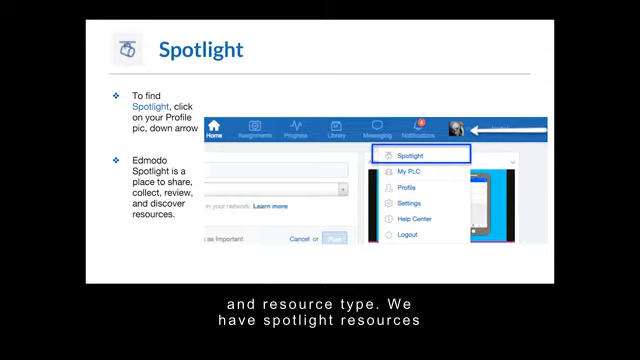 Spotlight
❖ To find
Spotlight, click
on your Profile
pic, down arrow
❖ Edmodo
Spotlight is a
place to share,
collect, review,
and discover
resources.
Home Assignments Progress Library Messaging Notifications
4
Spotlight
My PLC
Profile
Settings
Help Center
Logout
in your network. Learn more
as Important Cancel or Post
and resource type. We
have spotlight resources